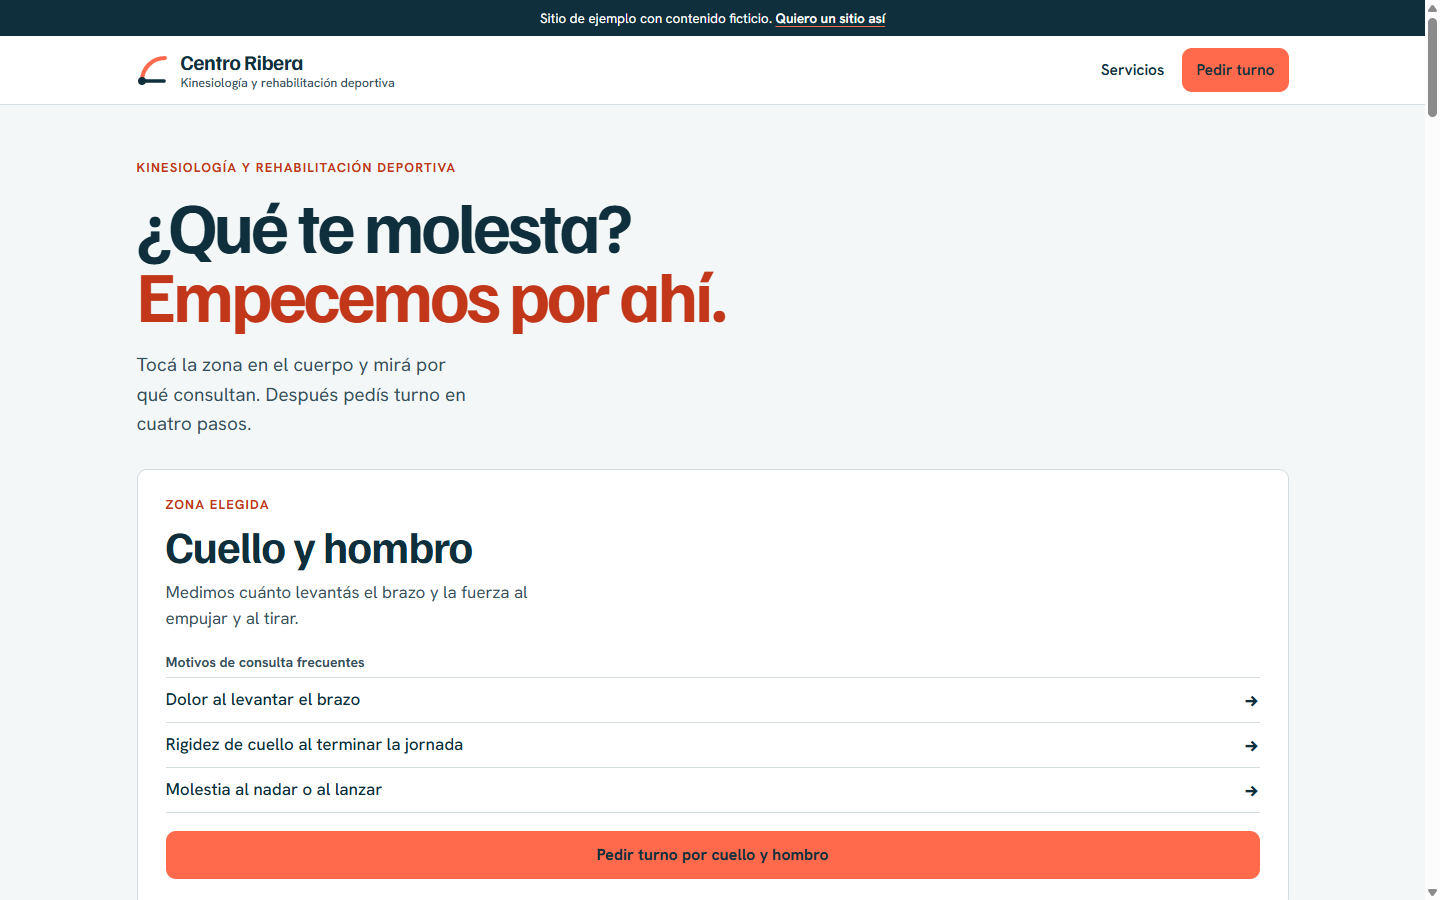 Sitio de ejemplo con contenido ficticio. Quiero un sitio así
Centro Ribera
Kinesiología y rehabilitación deportiva
Servicios
Pedir turno
KINESIOLOGÍA Y REHABILITACIÓN DEPORTIVA
¿Qué te molesta?
Empecemos por ahí.
Tocá la zona en el cuerpo y mirá por
qué consultan. Después pedís turno en
cuatro pasos.
ZONA ELEGIDA
Cuello y hombro
Medimos cuánto levantás el brazo y la fuerza al
empujar y al tirar.
Motivos de consulta frecuentes
Dolor al levantar el brazo
Rigidez de cuello al terminar la jornada
Molestia al nadar o al lanzar
Pedir turno por cuello y hombro